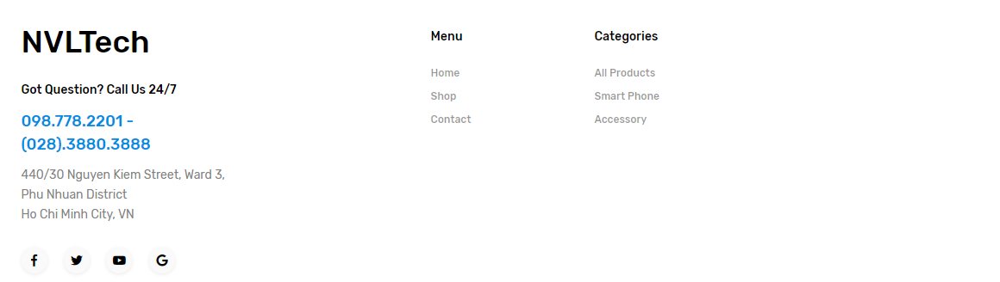 NVLTech
Got Question? Call Us 24/7
098.778.2201 -
(028).3880.3888
440/30 Nguyen Kiem Street, Ward 3,
Phu Nhuan District
Ho Chi Minh City, VN
Menu
Home
Shop
Contact
Categories
All Products
Smart Phone
Accessory